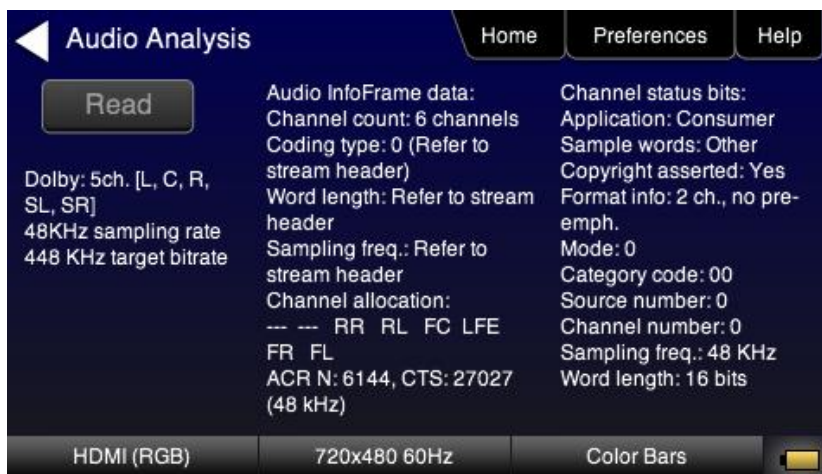 Audio Analysis
Home
Preferences
Help
Read
Dolby: 5ch. [L, C, R,
SL, SR]
48KHz sampling rate
448 KHz target bitrate
Audio InfoFrame data:
Channel count: 6 channels
Coding type: 0 (Refer to
stream header)
Word length: Refer to stream
header
Sampling freq.: Refer to
stream header
Channel allocation:
--- --- RR RL FC LFE
FR FL
ACR N: 6144, CTS: 27027
(48 kHz)
Channel status bits:
Application: Consumer
Sample words: Other
Copyright asserted: Yes
Format info: 2 ch., no pre-
emph.
Mode: 0
Category code: 00
Source number: 0
Channel number: 0
Sampling freq.: 48 KHz
Word length: 16 bits
HDMI (RGB)
720x480 60Hz
Color Bars